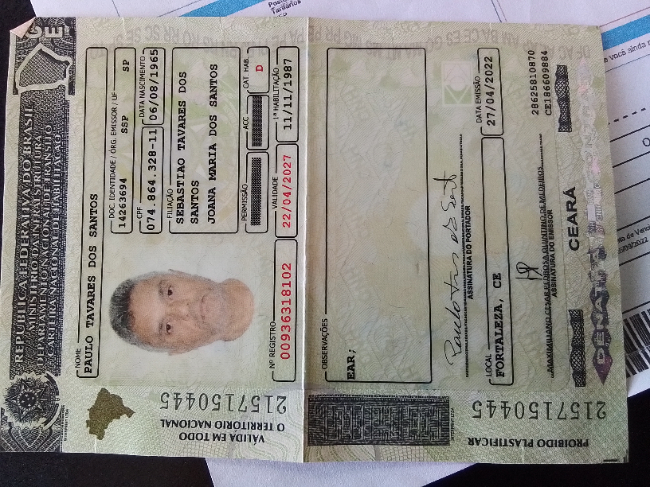 REPÚBLICA FEDERATIVA DO BRASIL
MINISTÉRIO DA INFRAESTRUTURA
DEPARTAMENTO NACIONAL DE TRÂNSITO
CARTEIRA NACIONAL DE HABILITAÇÃO
NOME
PAULO TAVARES DOS SANTOS
DOC. IDENTIDADE / ÓRG. EMISSOR / UF
14263694 SSP SP
CPF
074.864.328-11
DATA NASCIMENTO
06/08/1965
FILIAÇÃO
SEBASTIAO TAVARES DOS
SANTOS
JOANA MARIA DOS SANTOS
PERMISSÃO
ACC
CAT. HAB.
D
Nº REGISTRO
00936318102
VALIDADE
22/04/2027
1ª HABILITAÇÃO
11/11/1987
VÁLIDA EM TODO
O TERRITÓRIO NACIONAL
2157150445
OBSERVAÇÕES
EAR;
ASSINATURA DO PORTADOR
LOCAL
FORTALEZA, CE
DATA EMISSÃO
27/04/2022
28625810870
CE186609884
ASSINATURA DO EMISSOR
CEARÁ
PROIBIDO PLASTIFICAR
2157150445